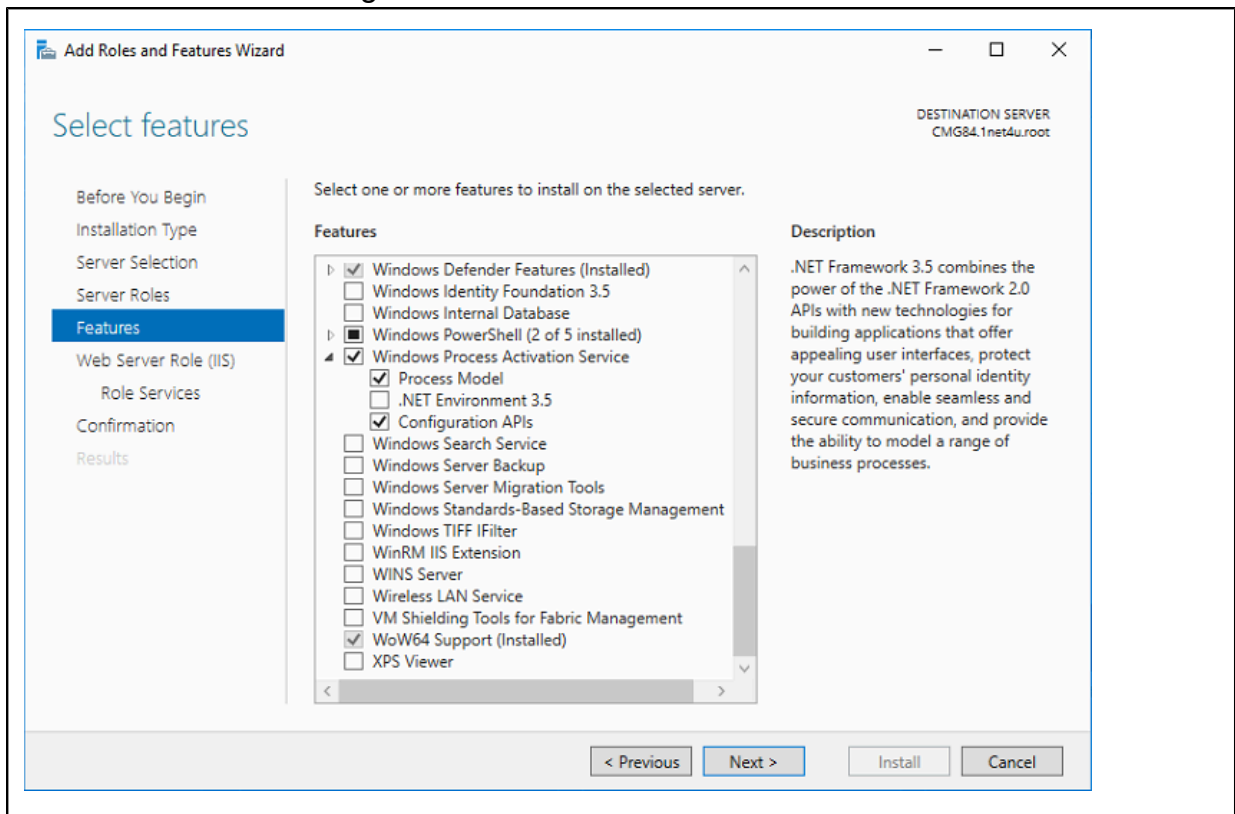 Add Roles and Features Wizard
Select features
DESTINATION SERVER
CMG84.1net4u.root
Before You Begin
Installation Type
Server Selection
Server Roles
Features
Web Server Role (IIS)
Role Services
Confirmation
Results
Select one or more features to install on the selected server.
Features
Windows Defender Features (Installed)
Windows Identity Foundation 3.5
Windows Internal Database
Windows PowerShell (2 of 5 installed)
Windows Process Activation Service
Process Model
.NET Environment 3.5
Configuration APIs
Windows Search Service
Windows Server Backup
Windows Server Migration Tools
Windows Standards-Based Storage Management
Windows TIFF IFilter
WinRM IIS Extension
WINS Server
Wireless LAN Service
VM Shielding Tools for Fabric Management
WoW64 Support (Installed)
XPS Viewer
Description
.NET Framework 3.5 combines the
power of the .NET Framework 2.0
APIs with new technologies for
building applications that offer
appealing user interfaces, protect
your customers' personal identity
information, enable seamless and
secure communication, and provide
the ability to model a range of
business processes.
< Previous
Next >
Install
Cancel